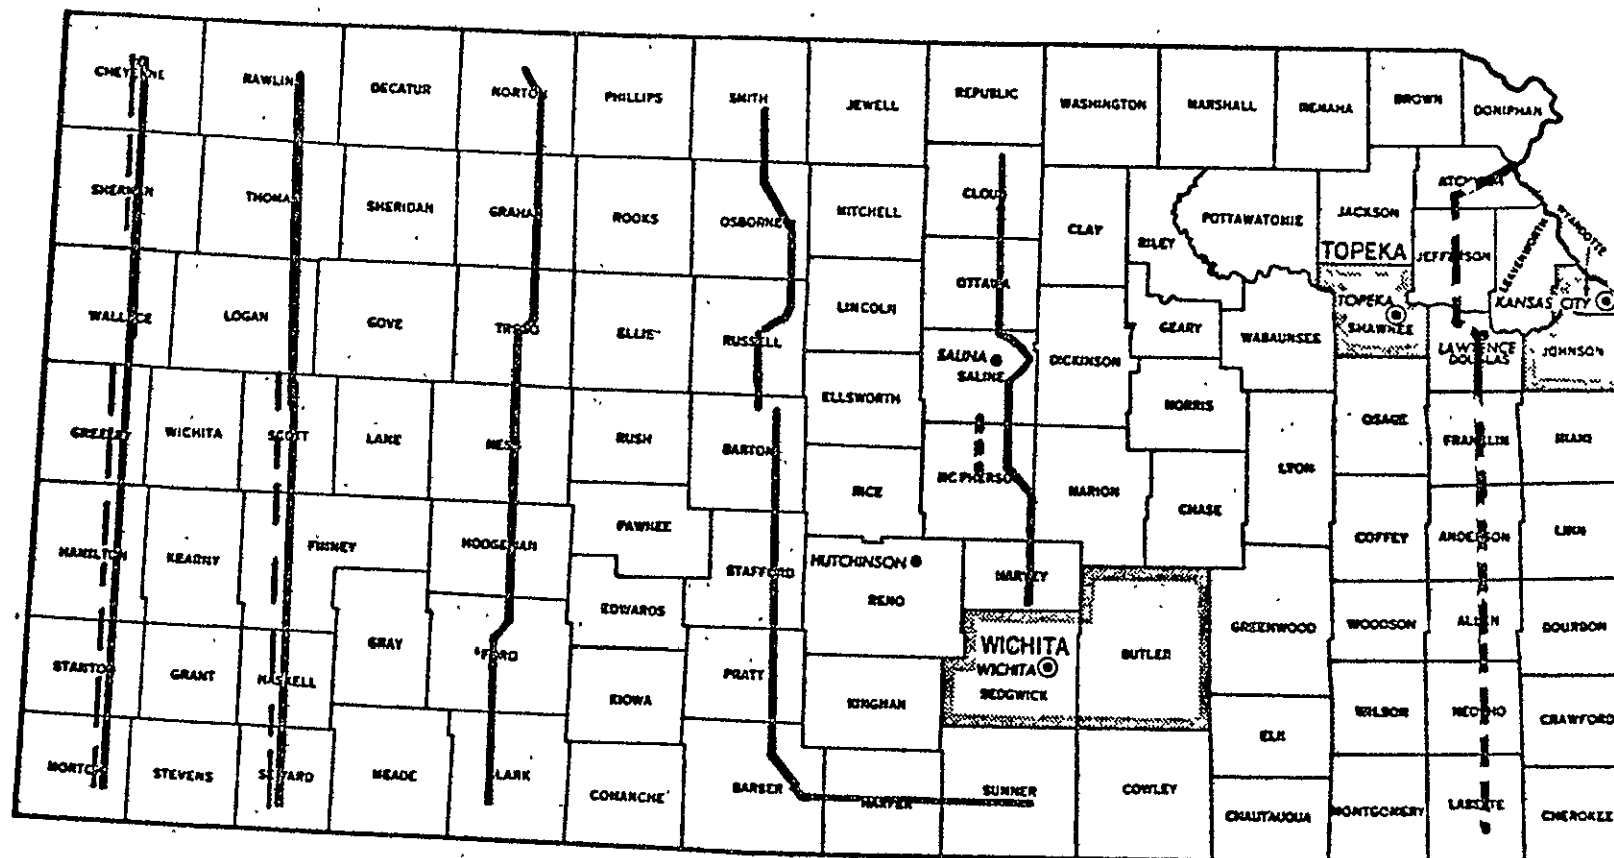 CHEYENNE
RAWLIN
DECATUR
NORTON
PHILLIPS
SMITH
JEWELL
REPUBLIC
WASHINGTON
MARSHALL
NEMAHA
BROWN
DONIPHAN
SHERMAN
THOMAS
SHERIDAN
GRAHAM
ROOKS
OSBORNE
MITCHELL
CLOUD
CLAY
RILEY
POTTAWATOMIE
JACKSON
ATCHISON
WYANDOTTE
LEAVENWORTH
TOPEKA
JEFFERSON
WALLACE
LOGAN
GOVE
TREGO
ELLIS
RUSSELL
LINCOLN
OTTAWA
GEARY
WABAUNSEE
TOPEKA
SHAWNEE
KANSAS CITY
SALINA
SALINE
DICKINSON
LAWRENCE
DOUGLAS
JOHNSON
GREELEY
WICHITA
SCOTT
LANE
NESS
RUSH
BARTON
ELLSWORTH
MORRIS
OSAGE
FRANKLIN
MIAMI
RICE
MCPHERSON
MARION
CHASE
LYON
HAMILTON
KEARNY
FINNEY
HODGEMAN
PAWNEE
STAFFORD
HUTCHINSON
RENO
HARVEY
COFFEY
ANDERSON
LINN
EDWARDS
STANTON
GRANT
HASKELL
GRAY
FORD
KIOWA
PRATT
KINGMAN
WICHITA
WICHITA
SEDGWICK
BUTLER
GREENWOOD
WOODSON
ALLEN
BOURBON
ELK
WILSON
NEOSHO
CRAWFORD
MORTON
STEVENS
SEWARD
MEADE
CLARK
COMANCHE
BARBER
HARPER
SUMNER
COWLEY
CHAUTAUQUA
MONTGOMERY
LABETTE
CHEROKEE